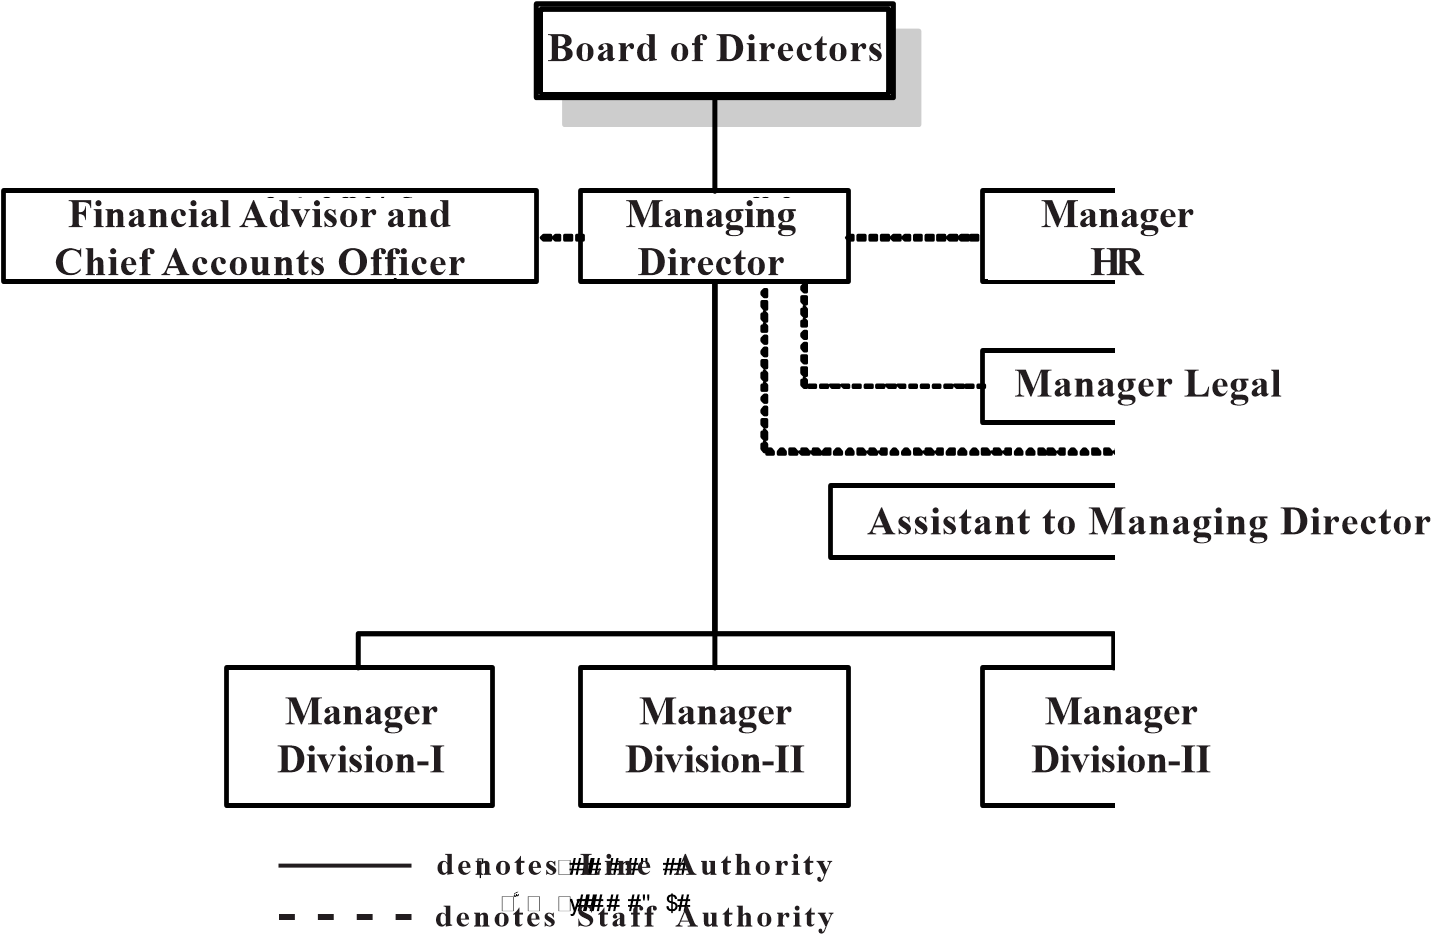 Board of Directors
Financial Advisor and
Chief Accounts Officer
Managing
Director
Manager
HR
Manager Legal
Assistant to Managing Director
Manager
Division-I
Manager
Division-II
Manager
Division-II
denotes Line Authority
denotes Staff Authority